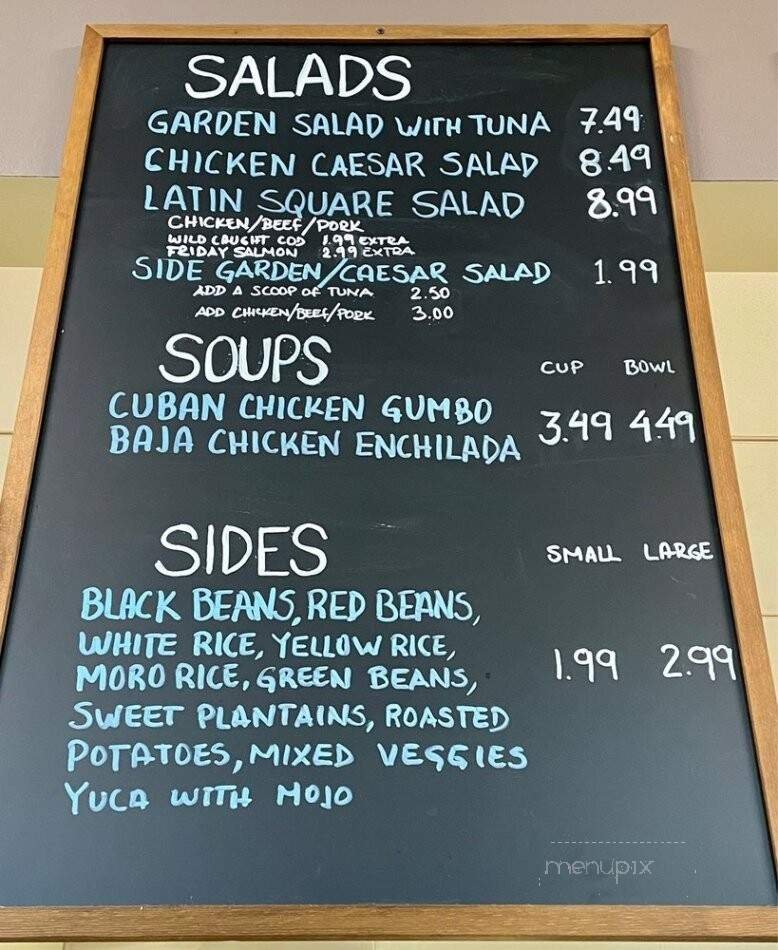 SALADS
GARDEN SALAD WITH TUNA 7.49
CHICKEN CAESAR SALAD 8.49
LATIN SQUARE SALAD 8.99
CHICKEN/BEEF/PORK
WILD CAUGHT COD 1.99 EXTRA
FRIDAY SALMON 2.99 EXTRA
SIDE GARDEN/CAESAR SALAD 1.99
ADD A SCOOP OF TUNA 2.50
ADD CHICKEN/BEEF/PORK 3.00
SOUPS CUP BOWL
CUBAN CHICKEN GUMBO
BAJA CHICKEN ENCHILADA 3.49 4.49
SIDES SMALL LARGE
BLACK BEANS, RED BEANS,
WHITE RICE, YELLOW RICE,
MORO RICE, GREEN BEANS, 1.99 2.99
SWEET PLANTAINS, ROASTED
POTATOES, MIXED VEGGIES
YUCA WITH MOJO
menupix